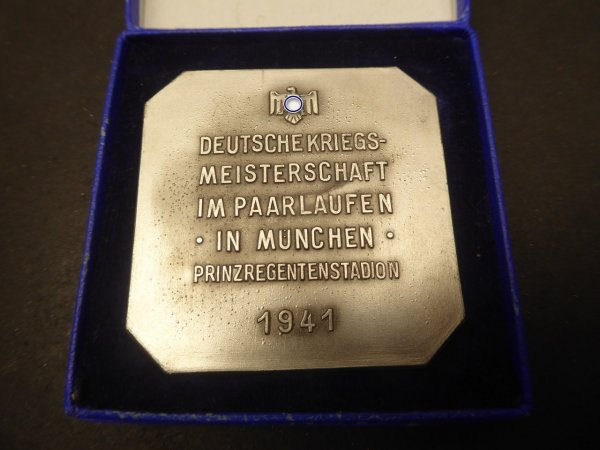 DEUTSCHE KRIEGS-
MEISTERSCHAFT
IM PAARLAUFEN
· IN MÜNCHEN ·
PRINZREGENTENSTADION
1941